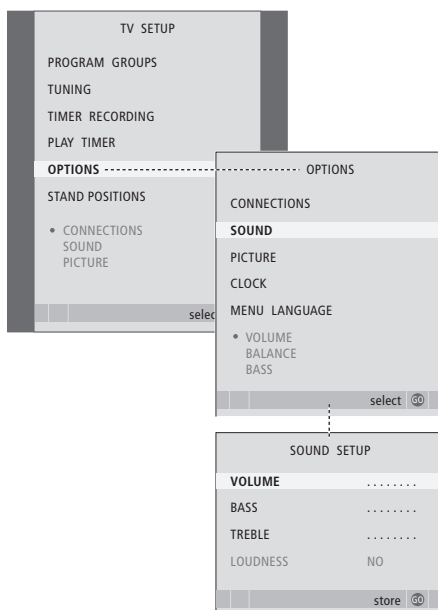 TV SETUP
PROGRAM GROUPS
TUNING
TIMER RECORDING
PLAY TIMER
OPTIONS
STAND POSITIONS
• CONNECTIONS
SOUND
PICTURE
selec
OPTIONS
CONNECTIONS
SOUND
PICTURE
CLOCK
MENU LANGUAGE
• VOLUME
BALANCE
BASS
select GO
SOUND SETUP
VOLUME ........
BASS ........
TREBLE ........
LOUDNESS NO
store GO